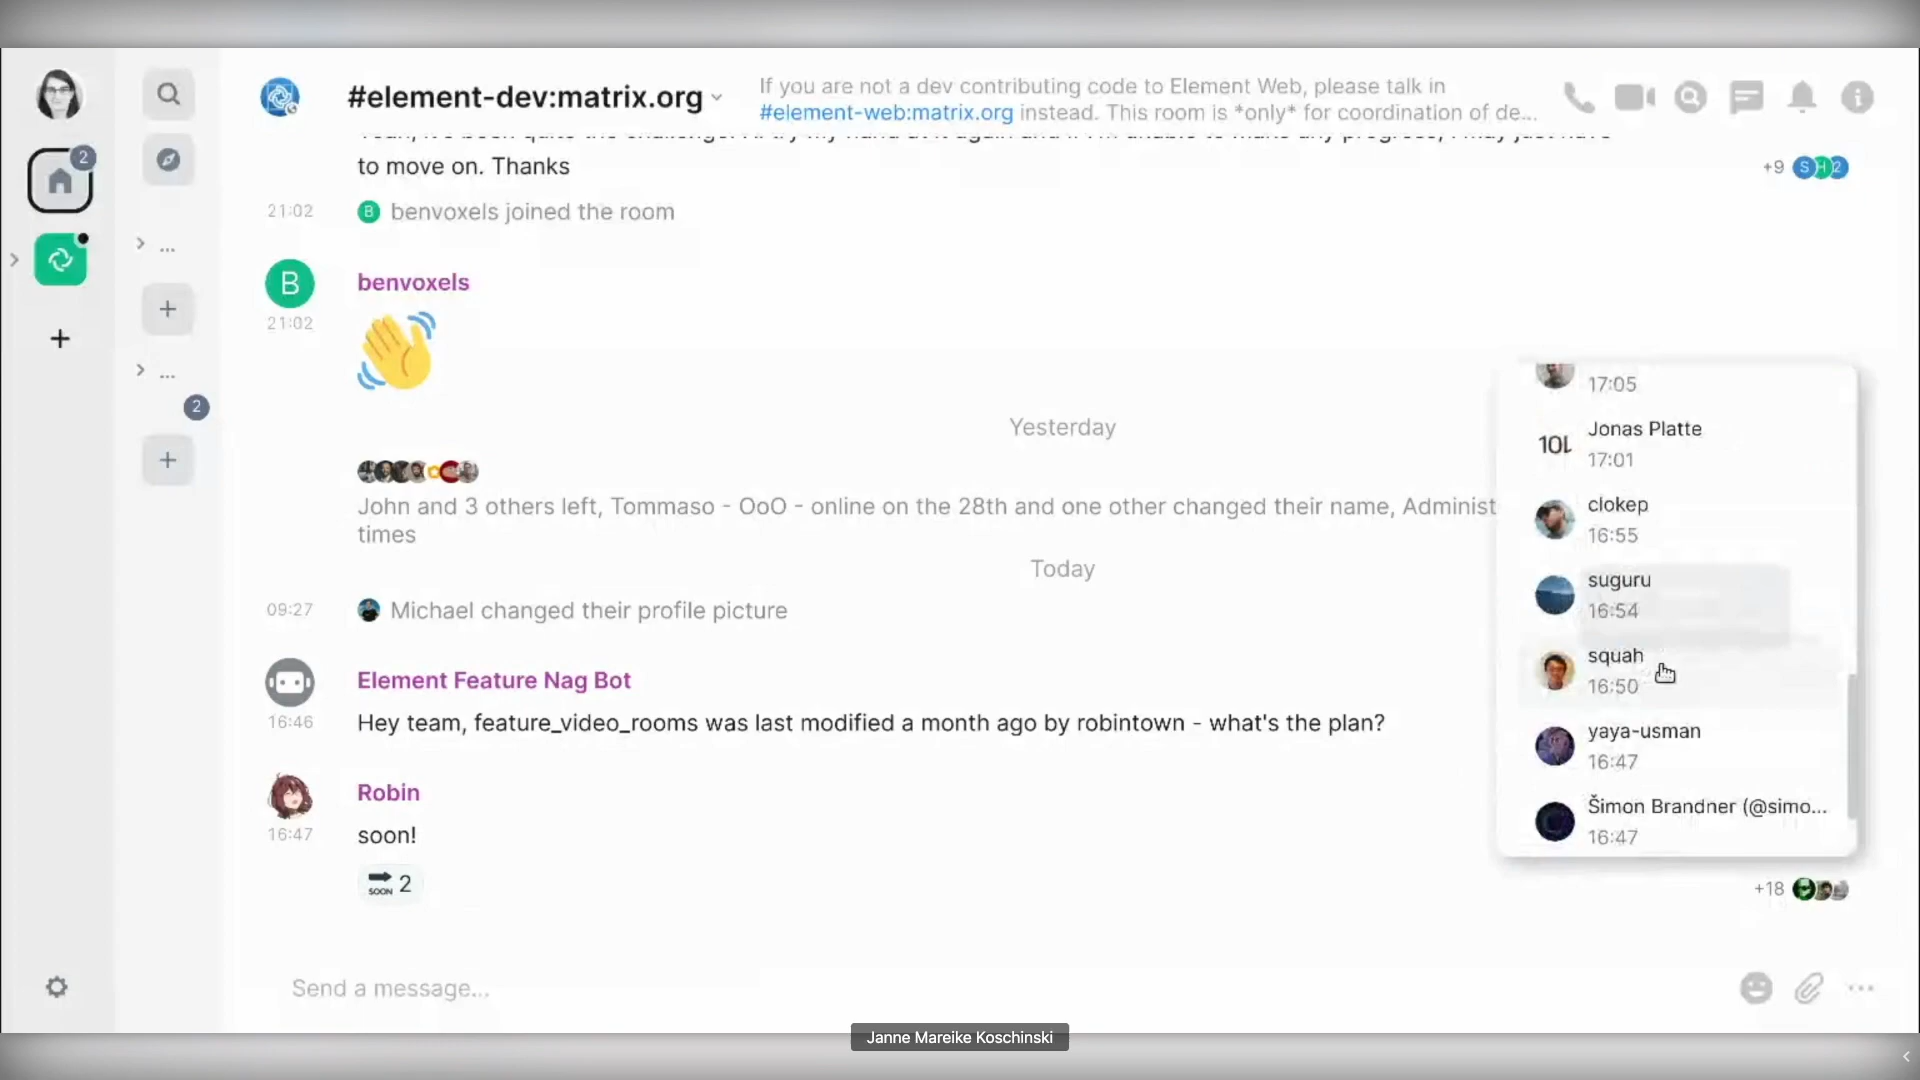 #element-dev:matrix.org
If you are not a dev contributing code to Element Web, please talk in
#element-web:matrix.org instead. This room is *only* for coordination of de...
to move on. Thanks
+9 S H 2
21:02 B benvoxels joined the room
2
...
B benvoxels
21:02
...
2
Yesterday
John and 3 others left, Tommaso - OoO - online on the 28th and one other changed their name, Administ
times
Today
09:27 Michael changed their profile picture
Element Feature Nag Bot
16:46 Hey team, feature_video_rooms was last modified a month ago by robintown - what's the plan?
Robin
16:47 soon!
SOON 2
17:05
Jonas Platte
17:01
clokep
16:55
suguru
16:54
squah
16:50
yaya-usman
16:47
Šimon Brandner (@simo...
16:47
+18
Send a message...
Janne Mareike Koschinski